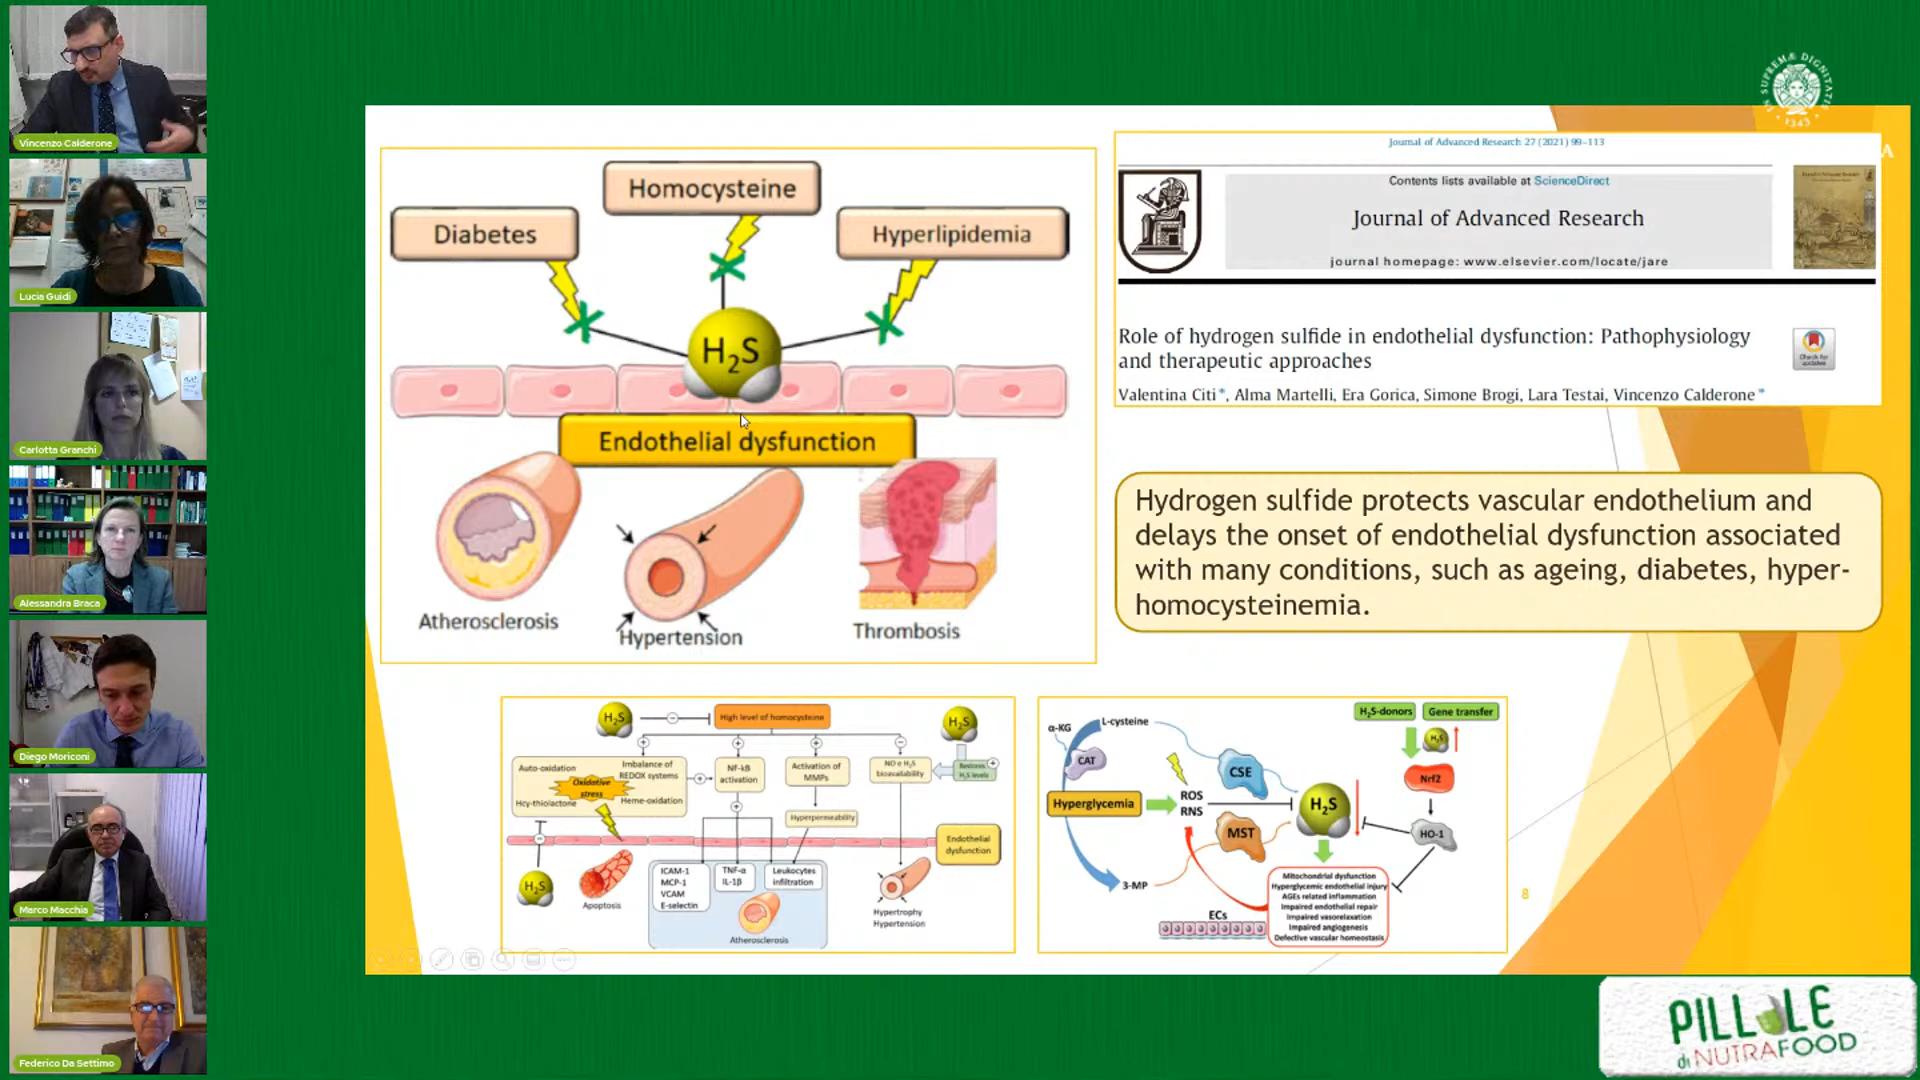 Vincenzo Calderone
Lucia Guidi
Carlotta Granchi
Alessandra Braca
Diego Moriconi
Marco Macchia
Federico Da Settimo
IN SUPREMÆ DIGNITATIS
1343
A
Homocysteine
Diabetes
Hyperlipidemia
H2S
Endothelial dysfunction
Atherosclerosis
Hypertension
Thrombosis
Journal of Advanced Research 27 (2021) 99–113
Contents lists available at ScienceDirect
Journal of Advanced Research
journal homepage: www.elsevier.com/locate/jare
Role of hydrogen sulfide in endothelial dysfunction: Pathophysiology
and therapeutic approaches
Check for
updates
Valentina Citi *, Alma Martelli, Era Gorica, Simone Brogi, Lara Testai, Vincenzo Calderone *
Hydrogen sulfide protects vascular endothelium and
delays the onset of endothelial dysfunction associated
with many conditions, such as ageing, diabetes, hyper-
homocysteinemia.
H2S
High level of homocysteine
H2S
Auto-oxidation
Imbalance of
REDOX systems
Oxidative
stress
Hcy-thiolactone
Heme-oxidation
NF-kB
activation
Activation of
MMPs
NO e H2S
bioavailability
Restores
H2S levels
Hyperpermeability
Endothelial
dysfunction
H2S
Apoptosis
ICAM-1
MCP-1
VCAM
E-selectin
TNF-α
IL-1β
Leukocytes
infiltration
Atherosclerosis
Hypertrophy
Hypertension
α-KG
L-cysteine
CAT
Hyperglycemia
ROS
RNS
CSE
MST
3-MP
H2S
H2S-donors
Gene transfer
H2S
Nrf2
HO-1
Mitochondrial dysfunction
Hyperglycemic endothelial injury
AGEs related inflammation
Impaired endothelial repair
Impaired vasorelaxation
Impaired angiogenesis
Defective vascular homeostasis
ECs
8
PILLOLE
di NUTRAFOOD